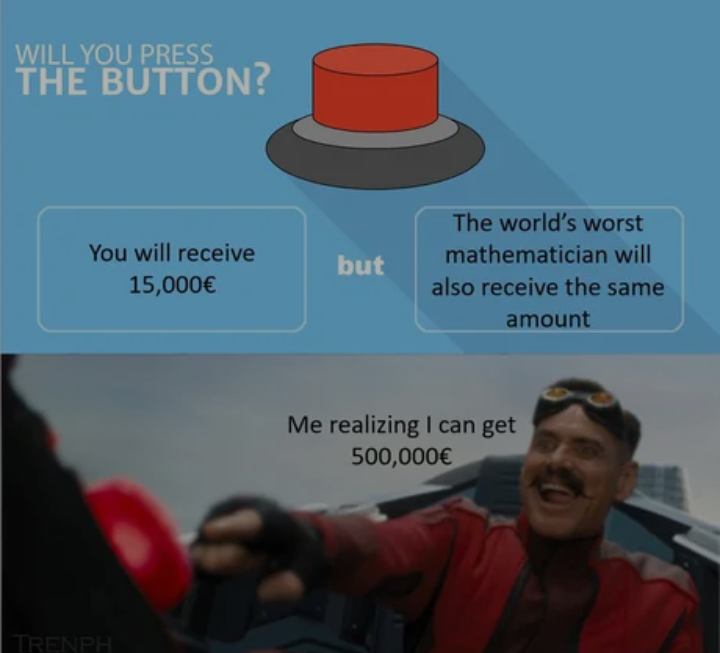 WILL YOU PRESS
THE BUTTON?
You will receive
15,000€
but
The world's worst
mathematician will
also receive the same
amount
Me realizing I can get
500,000€
TRENPH